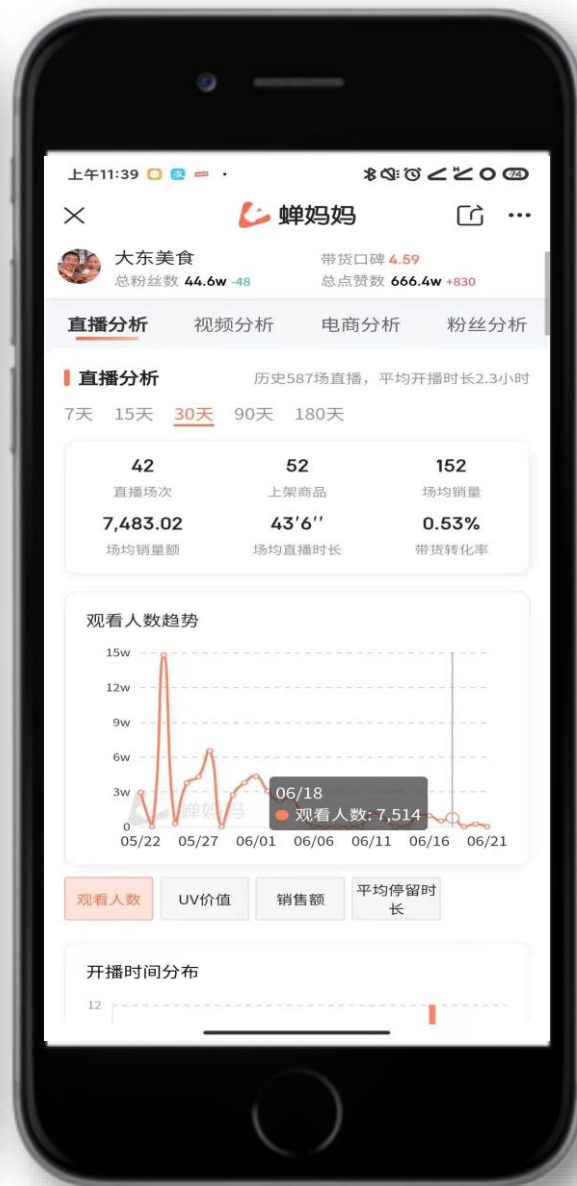 上午11:39
74
蝉妈妈
大东美食
带货口碑 4.59
总粉丝数 44.6w -48
总点赞数 666.4w +830
直播分析 视频分析 电商分析 粉丝分析
直播分析
历史587场直播，平均开播时长2.3小时
7天 15天 30天 90天 180天
42 52 152
直播场次 上架商品 场均销量
7,483.02 43′6′′ 0.53%
场均销量额 场均直播时长 带货转化率
观看人数趋势
15w
12w
9w
6w
3w
0
蝉妈妈
06/18
观看人数: 7,514
05/22 05/27 06/01 06/06 06/11 06/16 06/21
观看人数 UV价值 销售额 平均停留时
长
开播时间分布
12